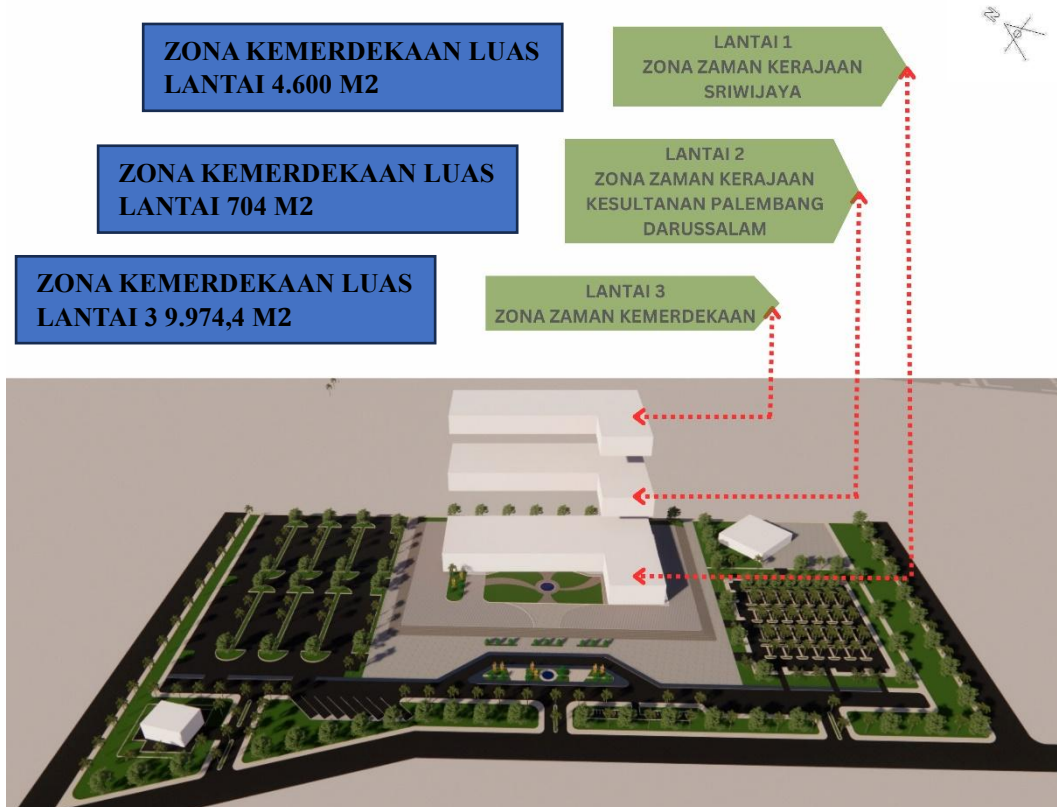 ZONA KEMERDEKAAN LUAS
LANTAI 4.600 M2
LANTAI 1
ZONA ZAMAN KERAJAAN
SRIWIJAYA
N
ZONA KEMERDEKAAN LUAS
LANTAI 704 M2
LANTAI 2
ZONA ZAMAN KERAJAAN
KESULTANAN PALEMBANG
DARUSSALAM
ZONA KEMERDEKAAN LUAS
LANTAI 3 9.974,4 M2
LANTAI 3
ZONA ZAMAN KEMERDEKAAN